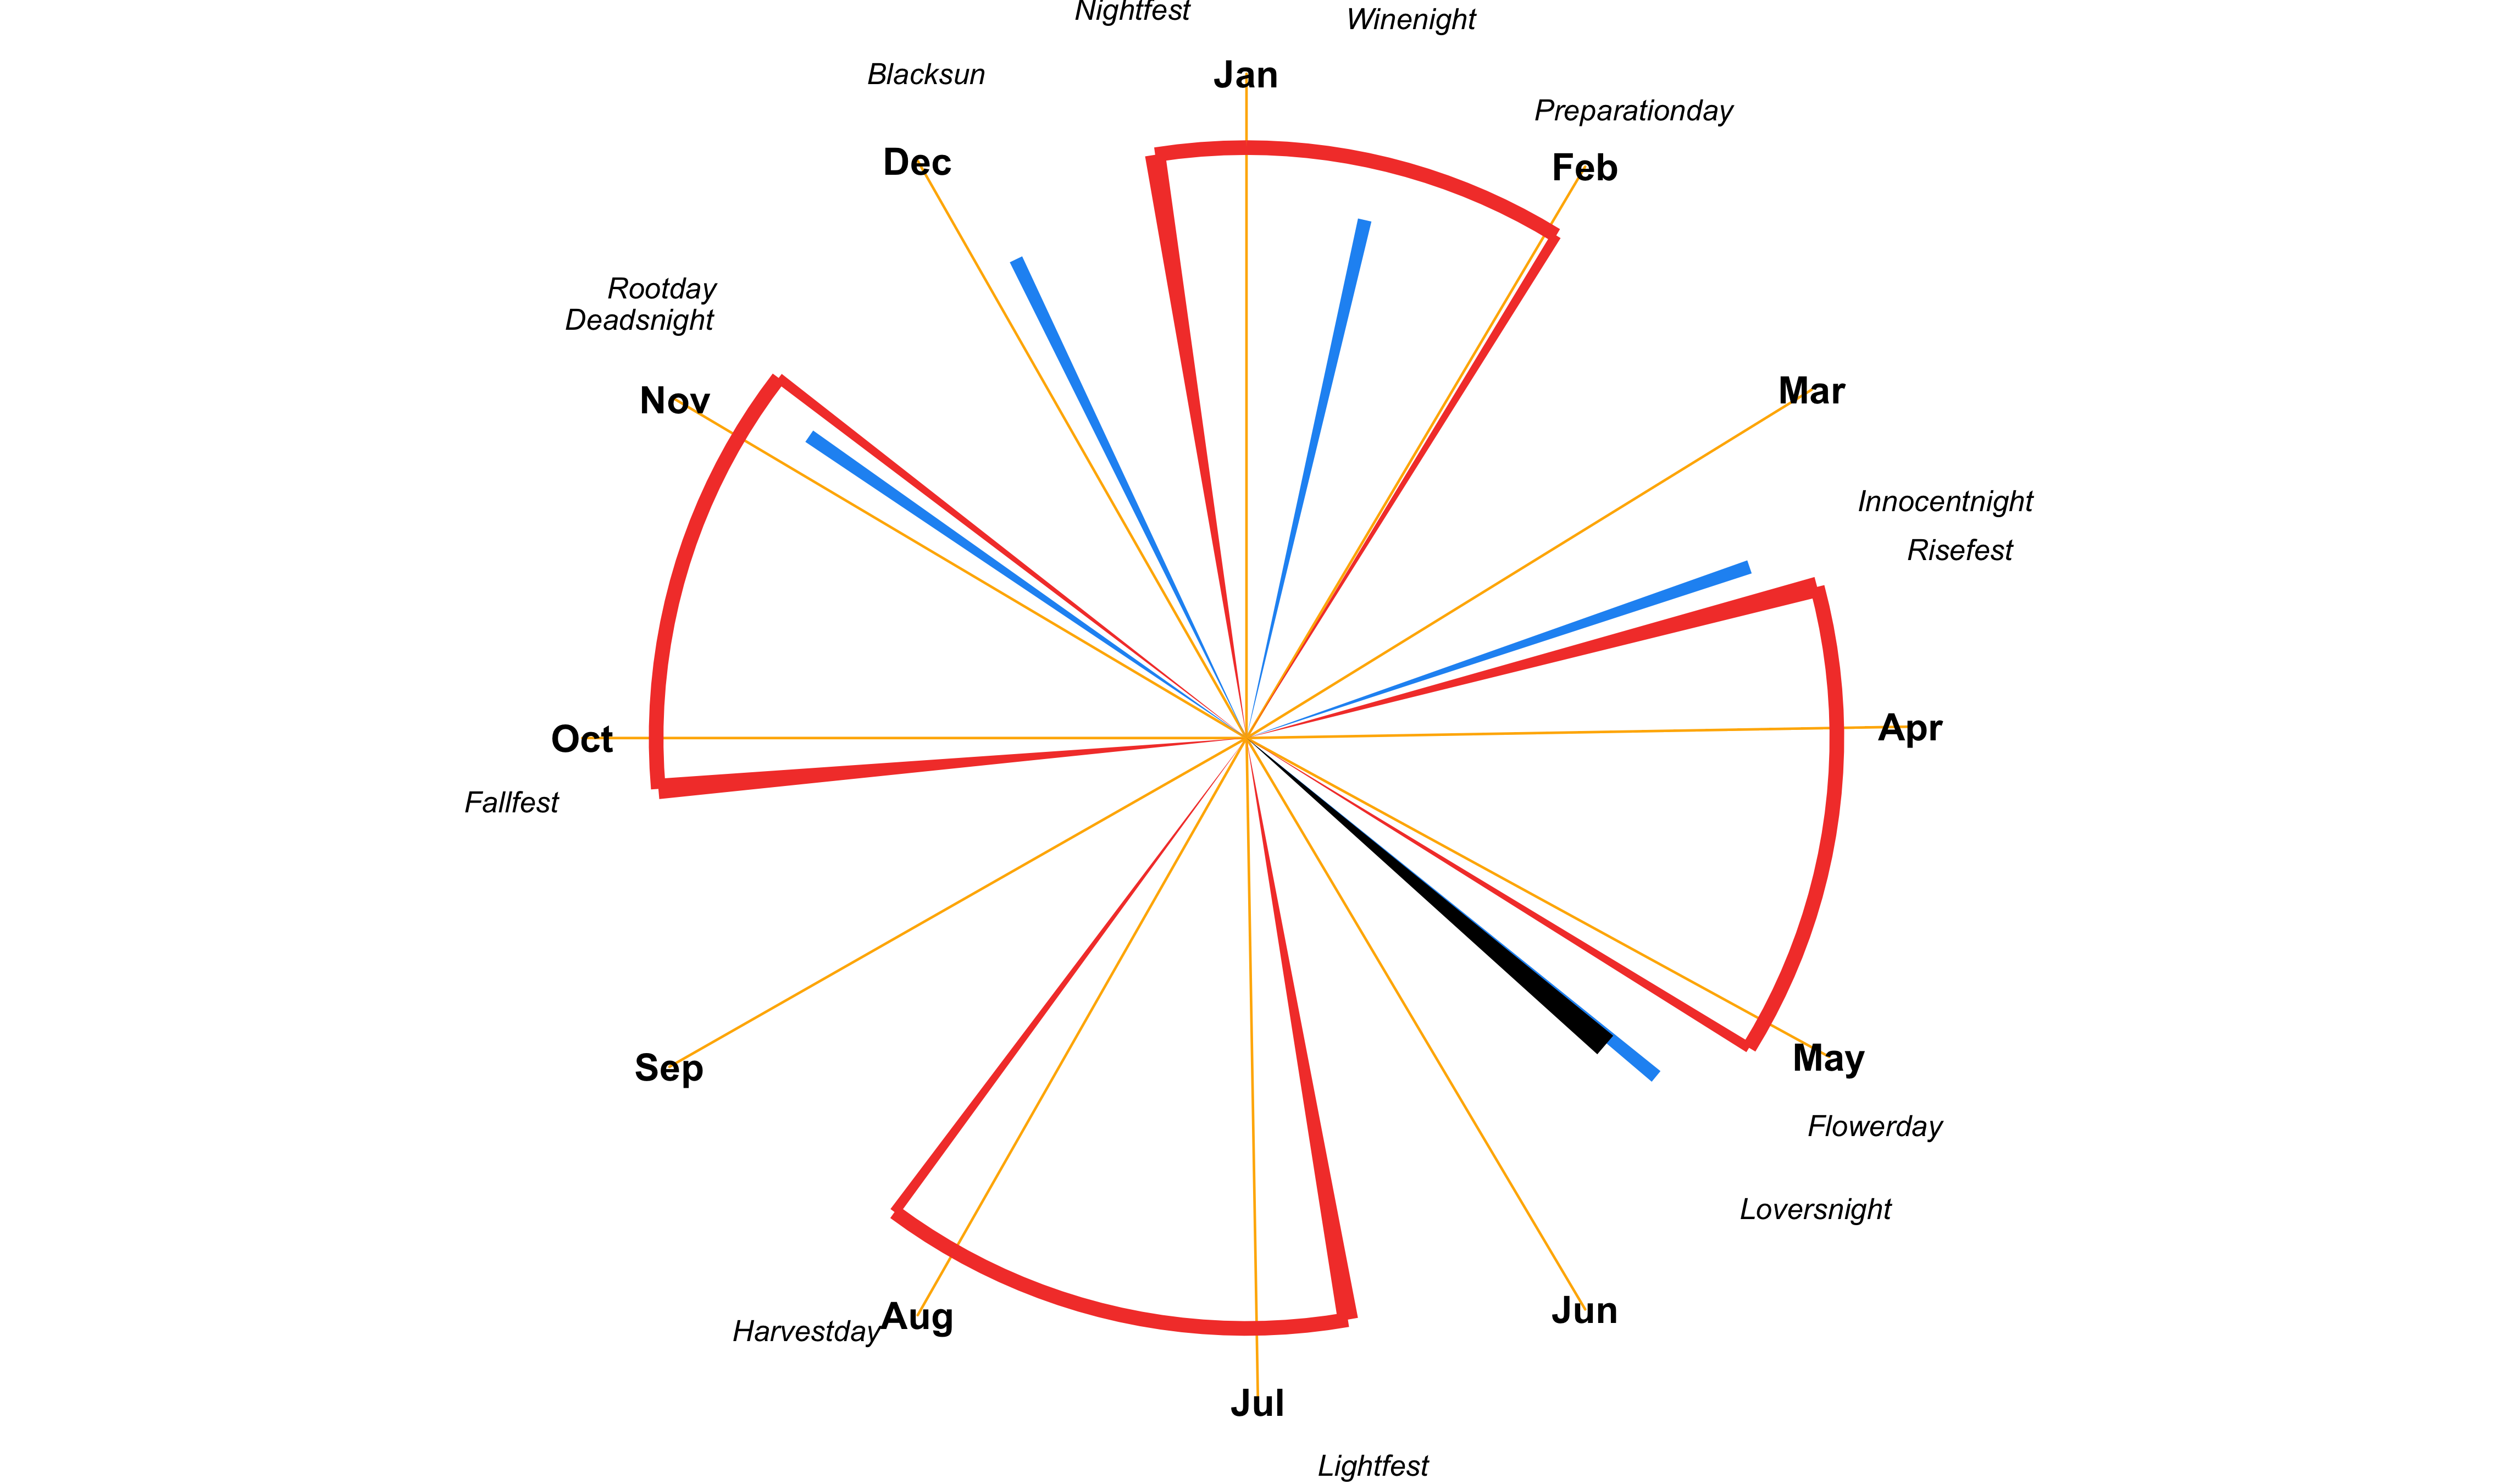 Nightfest
Winenight
Blacksun
Jan
Preparationday
Dec
Feb
Rootday
Deadsnight
Nov
Mar
Innocentnight
Risefest
Oct
Apr
Fallfest
Sep
May
Flowerday
Loversnight
Harvestday
Aug
Jun
Jul
Lightfest